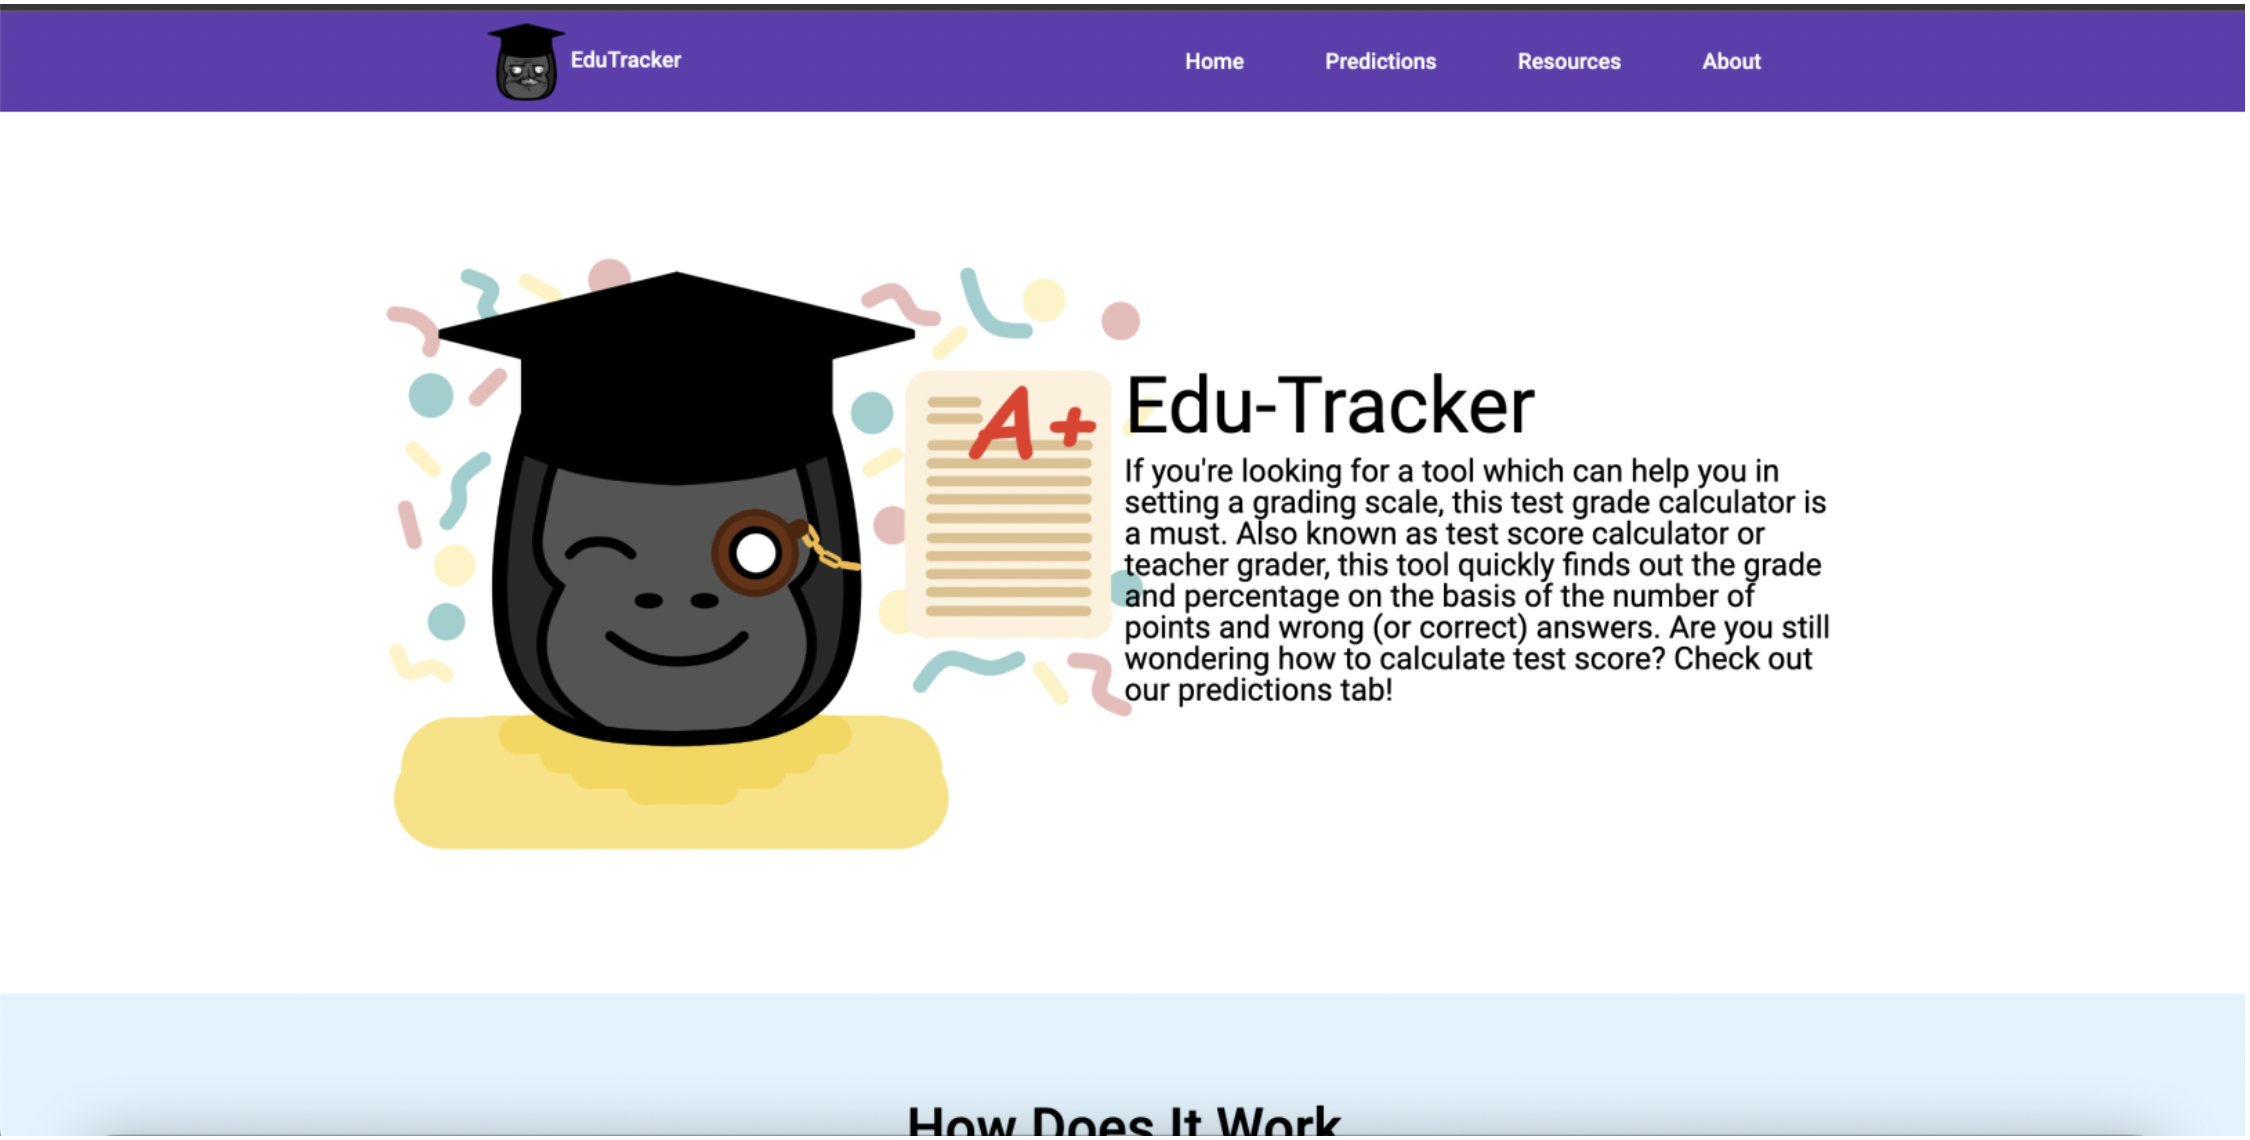 EduTracker
Home
Predictions
Resources
About
A+
Edu-Tracker
If you're looking for a tool which can help you in
setting a grading scale, this test grade calculator is
a must. Also known as test score calculator or
teacher grader, this tool quickly finds out the grade
and percentage on the basis of the number of
points and wrong (or correct) answers. Are you still
wondering how to calculate test score? Check out
our predictions tab!
How Does It Work